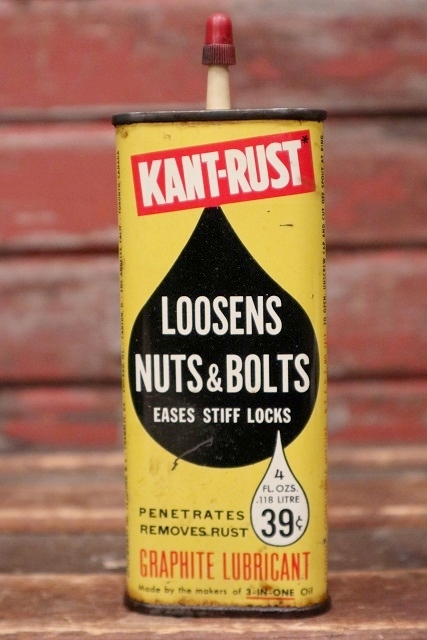 KANT-RUST*
LOOSENS
NUTS & BOLTS
EASES STIFF LOCKS
4
FL. OZS.
.118 LITRE
39¢
PENETRATES
REMOVES RUST
GRAPHITE LUBRICANT
Made by the makers of 3-IN-ONE Oil